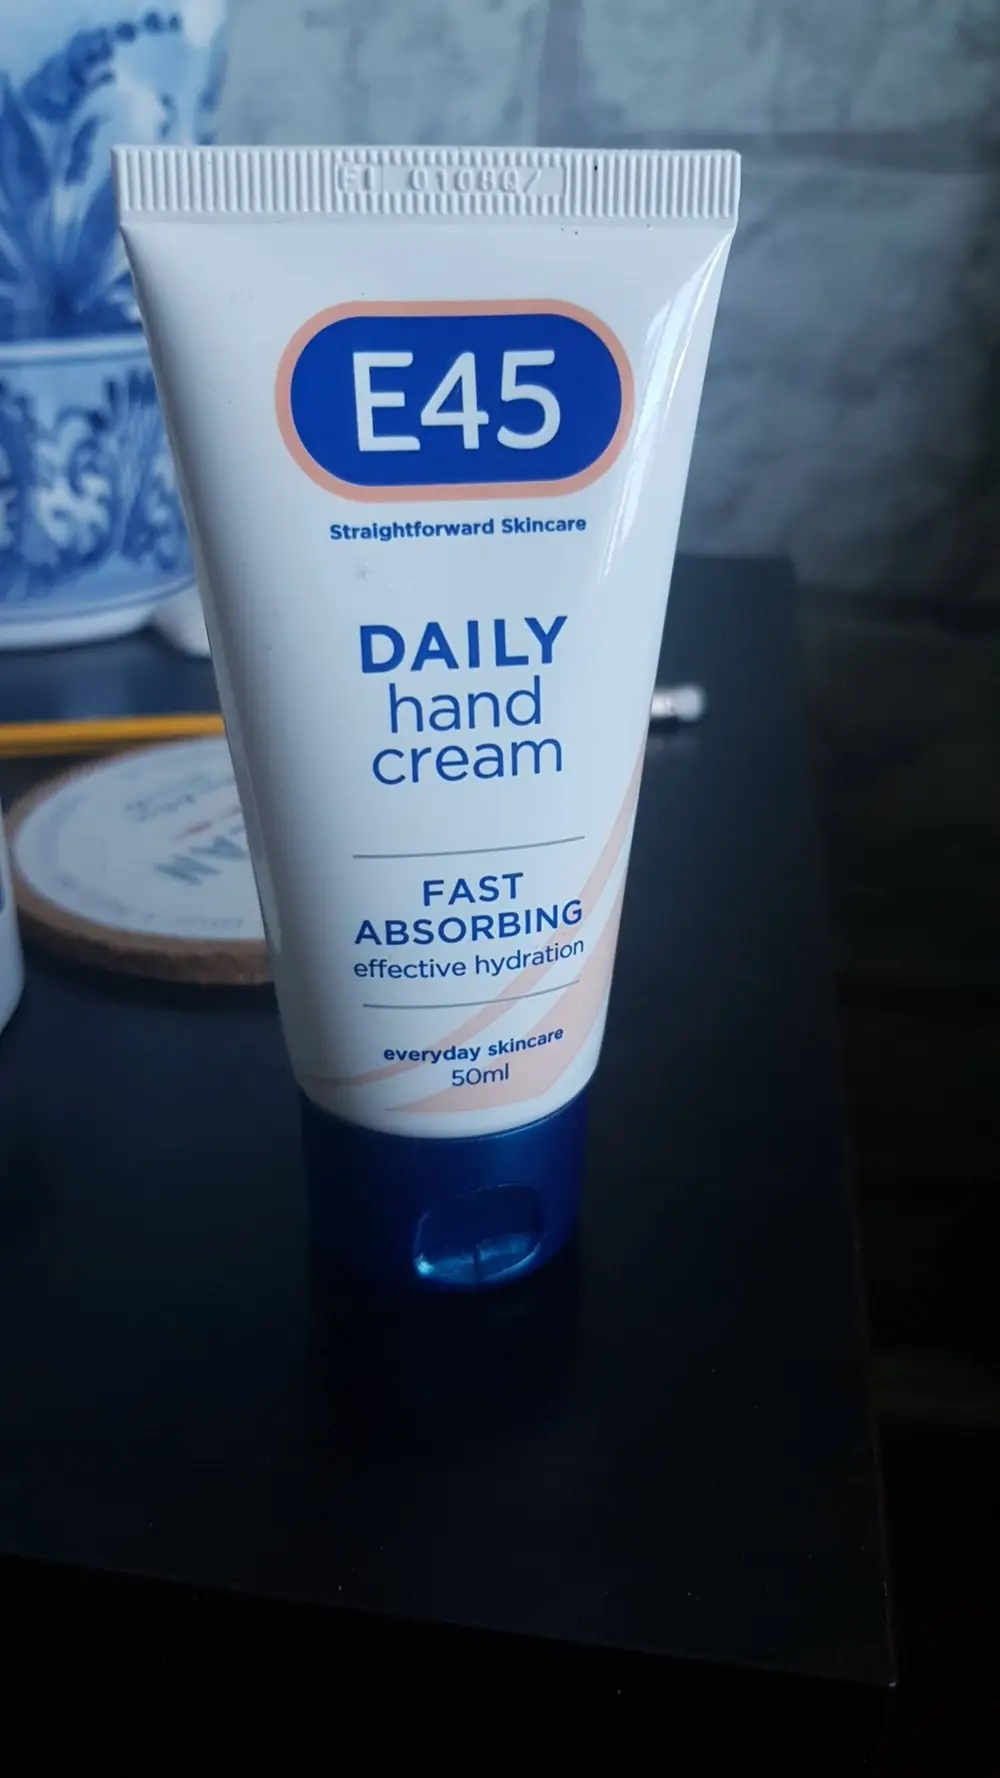 E45
Straightforward Skincare
DAILY
hand
cream
FAST
ABSORBING
effective hydration
everyday skincare
50ml